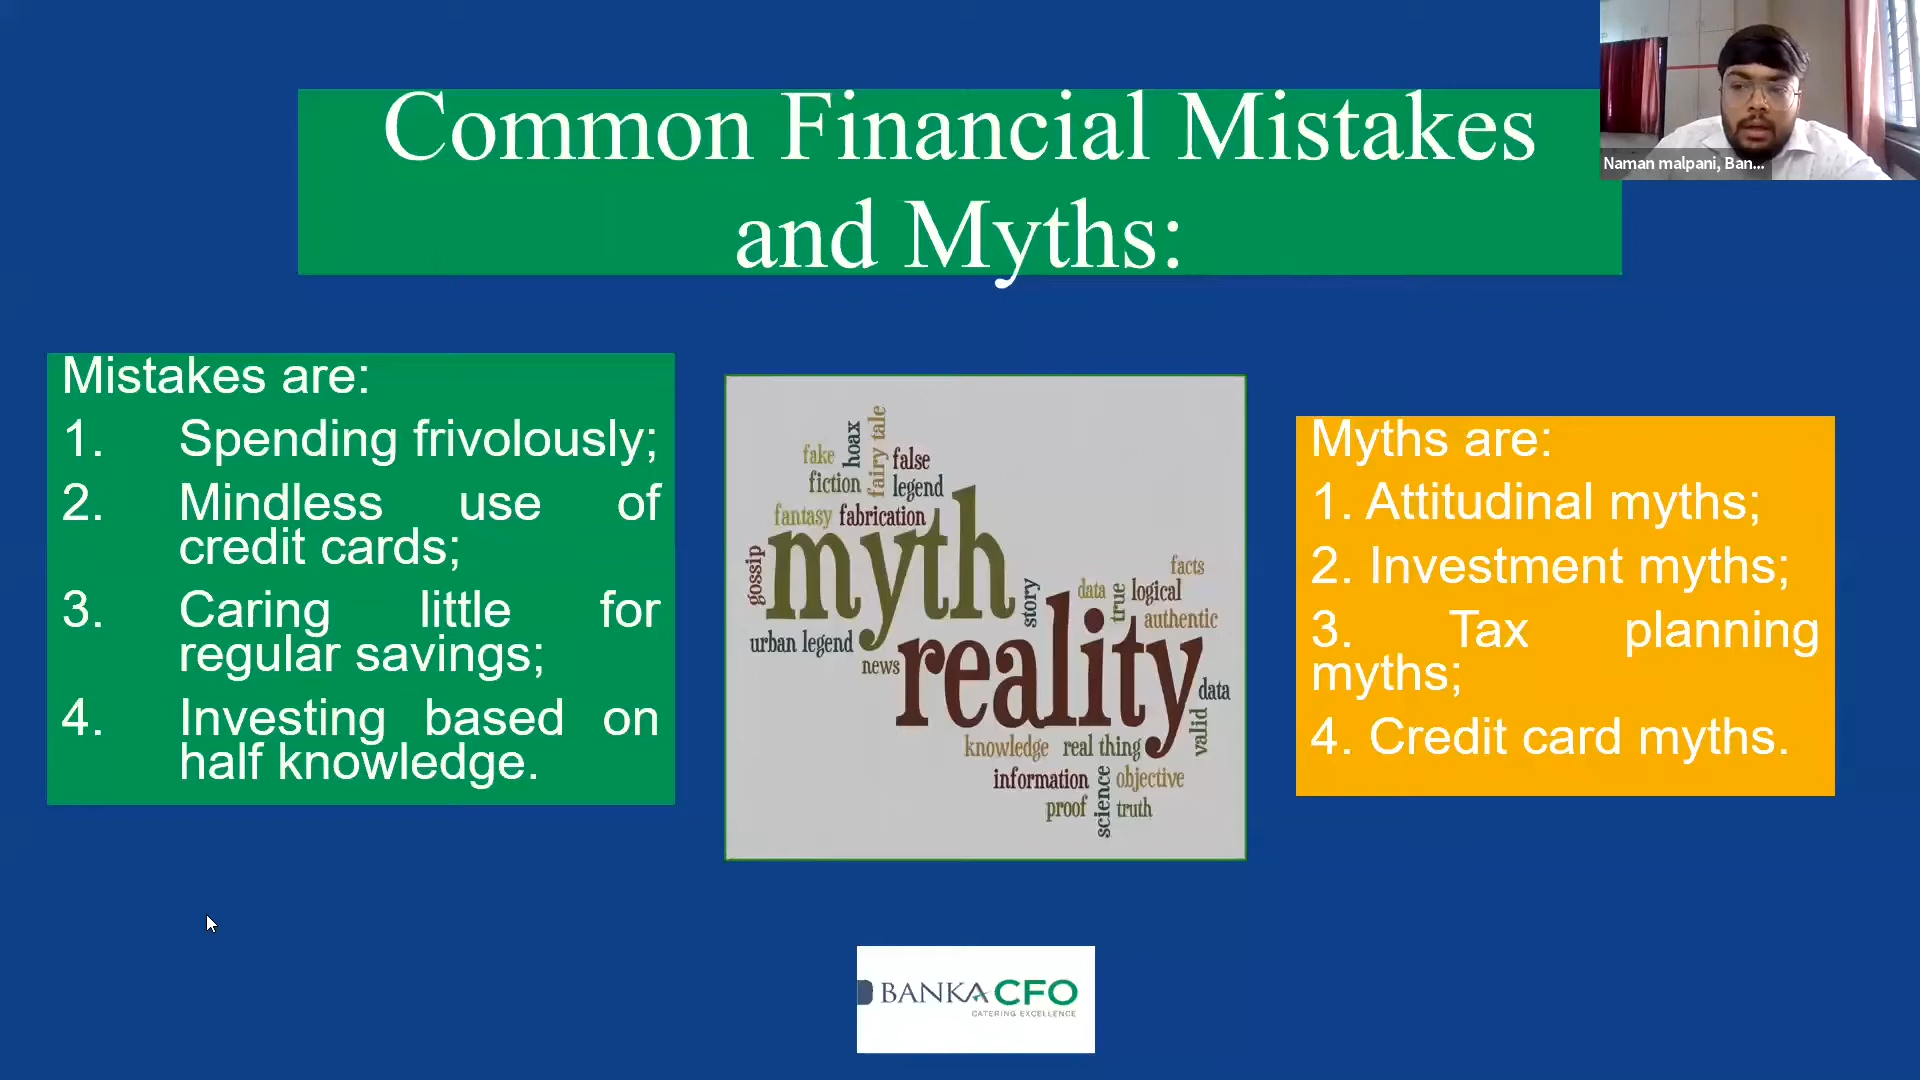 Common Financial Mistakes
and Myths:
Naman malpani, Ban...
Mistakes are:
1. Spending frivolously;
2. Mindless use of
credit cards;
3. Caring little for
regular savings;
4. Investing based on
half knowledge.
fake
hoax
fairy tale
false
fiction
legend
fantasy
fabrication
gossip
myth
story
urban legend
news
facts
data
true
logical
authentic
reality
data
valid
knowledge
real thing
information
science
objective
proof
truth
Myths are:
1. Attitudinal myths;
2. Investment myths;
3. Tax planning
myths;
4. Credit card myths.
BANKA CFO
CATERING EXCELLENCE